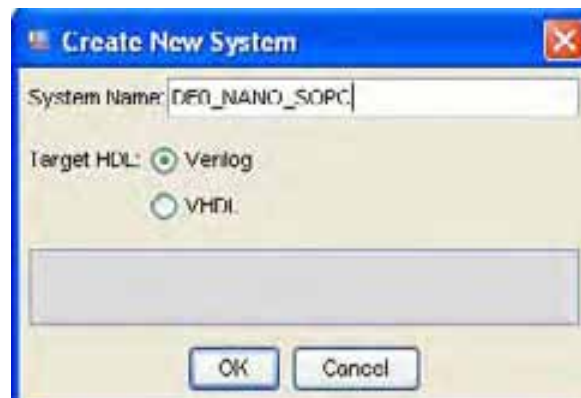 Create New System
System Name: DE0_NANO_SOPC
Target HDL: Verilog
VHDL
OK Cancel